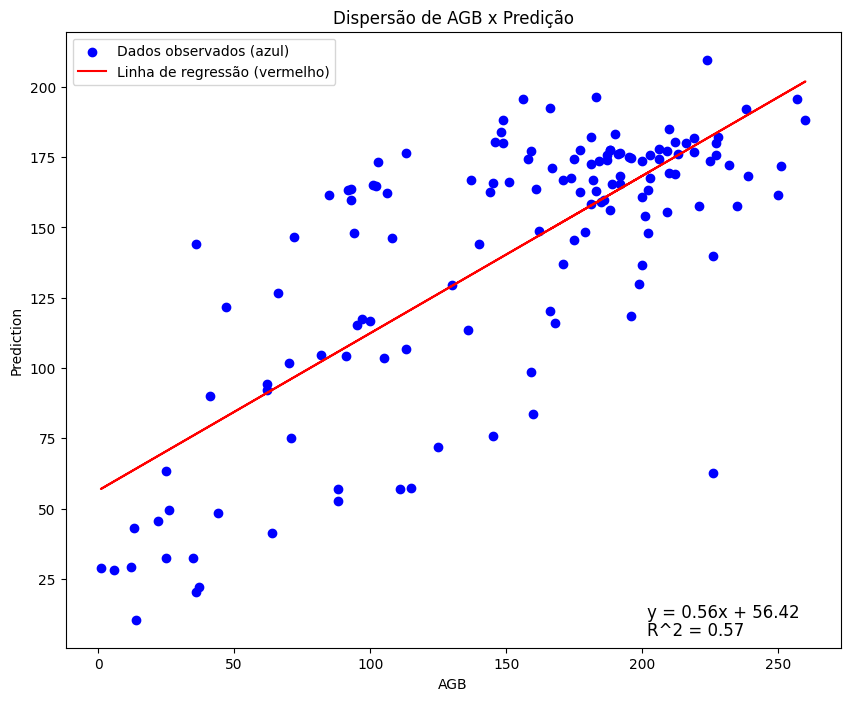 Dispersão de AGB x Predição
Dados observados (azul)
Linha de regressão (vermelho)
200
175
150
125
100
75
50
25
Prediction
y = 0.56x + 56.42
R^2 = 0.57
0
50
100
150
200
250
AGB